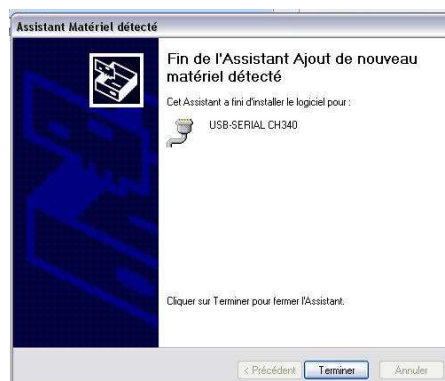 Assistant Matériel détecté
Fin de l'Assistant Ajout de nouveau
matériel détecté
Cet Assistant a fini d'installer le logiciel pour :
USB-SERIAL CH340
Cliquer sur Terminer pour fermer l'Assistant.
< Précédent Terminer Annuler